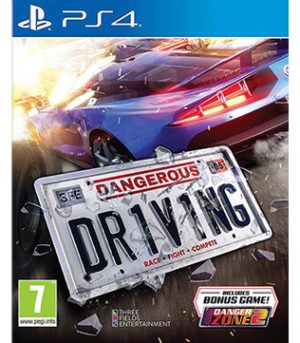 PS4
DANGEROUS
DR1V1NG
RACE • FIGHT • COMPETE
INCLUDES
BONUS GAME!
DANGER
ZONE 2
7
www.pegi.info
THREE
FIELDS
ENTERTAINMENT